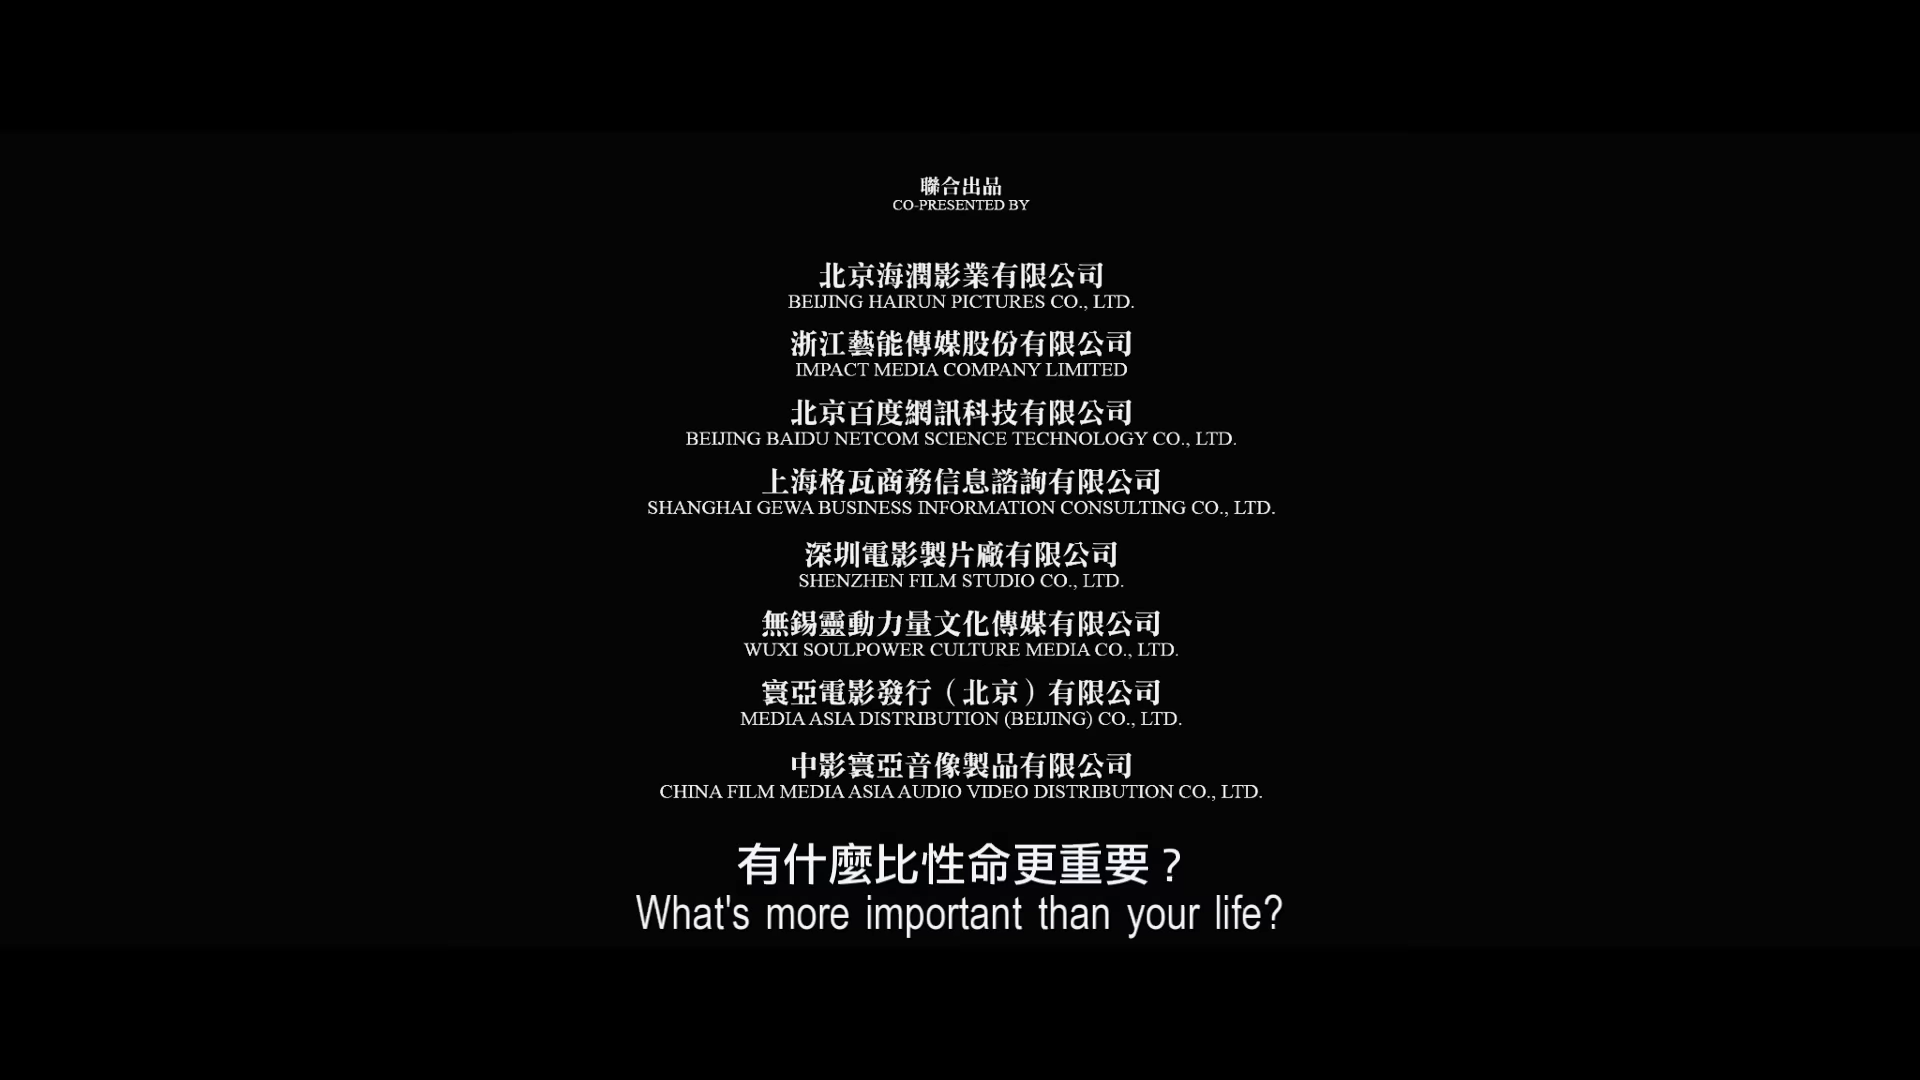 聯合出品
CO-PRESENTED BY
北京海潤影業有限公司
BEIJING HAIRUN PICTURES CO., LTD.
浙江藝能傳媒股份有限公司
IMPACT MEDIA COMPANY LIMITED
北京百度網訊科技有限公司
BEIJING BAIDU NETCOM SCIENCE TECHNOLOGY CO., LTD.
上海格瓦商務信息諮詢有限公司
SHANGHAI GEWA BUSINESS INFORMATION CONSULTING CO., LTD.
深圳電影製片廠有限公司
SHENZHEN FILM STUDIO CO., LTD.
無錫靈動力量文化傳媒有限公司
WUXI SOULPOWER CULTURE MEDIA CO., LTD.
寰亞電影發行（北京）有限公司
MEDIA ASIA DISTRIBUTION (BEIJING) CO., LTD.
中影寰亞音像製品有限公司
CHINA FILM MEDIA ASIA AUDIO VIDEO DISTRIBUTION CO., LTD.
有什麼比性命更重要？
What's more important than your life?